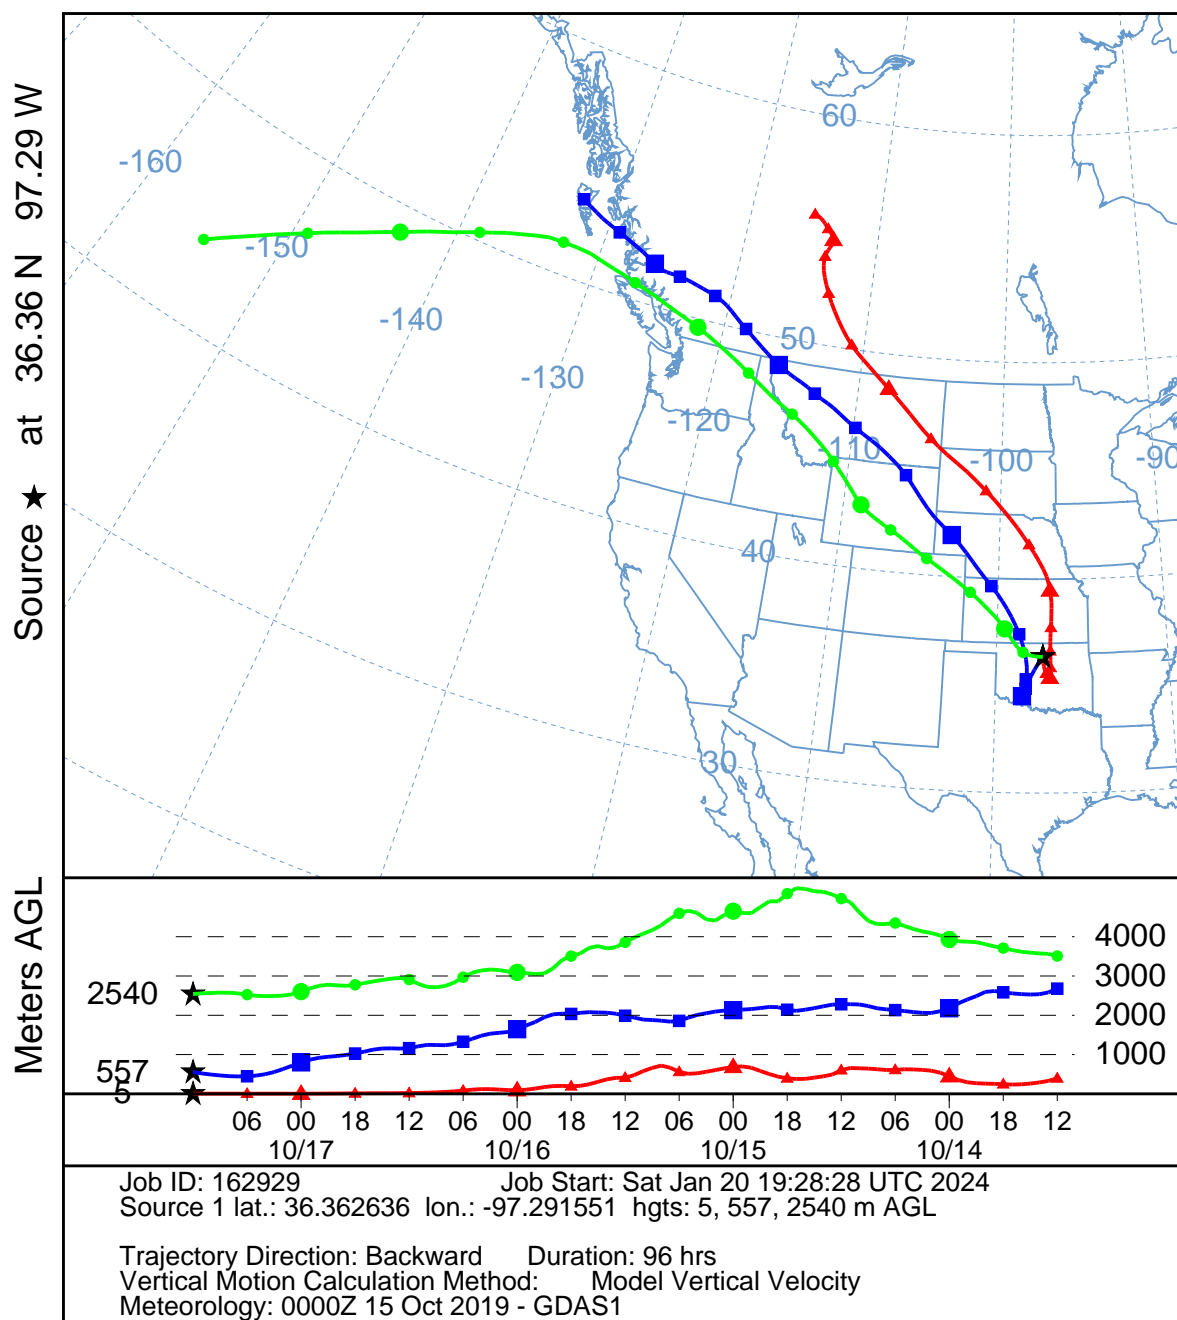 Source ★ at 36.36 N 97.29 W
60
-160
-150
-140
50
-130
-120
-110
-100
-90
40
30
Meters AGL
4000
3000
2540
2000
1000
557
5
06 00 18 12 06 00 18 12 06 00 18 12 06 00 18 12
10/17 10/16 10/15 10/14
Job ID: 162929 Job Start: Sat Jan 20 19:28:28 UTC 2024
Source 1 lat.: 36.362636 lon.: -97.291551 hgts: 5, 557, 2540 m AGL
Trajectory Direction: Backward Duration: 96 hrs
Vertical Motion Calculation Method: Model Vertical Velocity
Meteorology: 0000Z 15 Oct 2019 - GDAS1